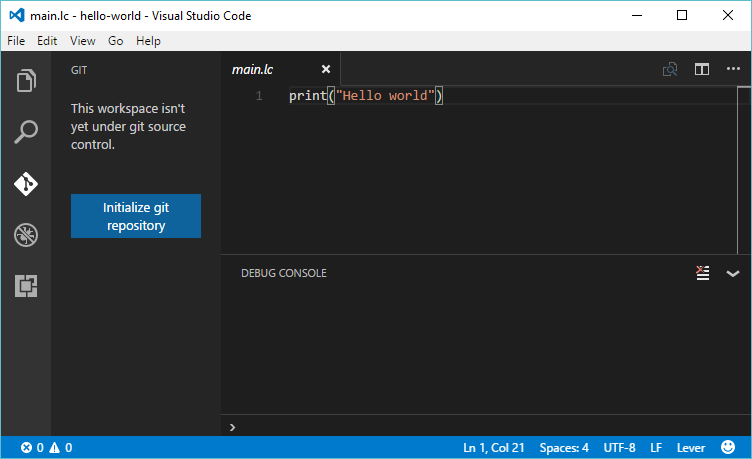 main.lc - hello-world - Visual Studio Code
File Edit View Go Help
GIT
This workspace isn't
yet under git source
control.
Initialize git
repository
main.lc
1 print("Hello world")
DEBUG CONSOLE
0 0 Ln 1, Col 21 Spaces: 4 UTF-8 LF Lever